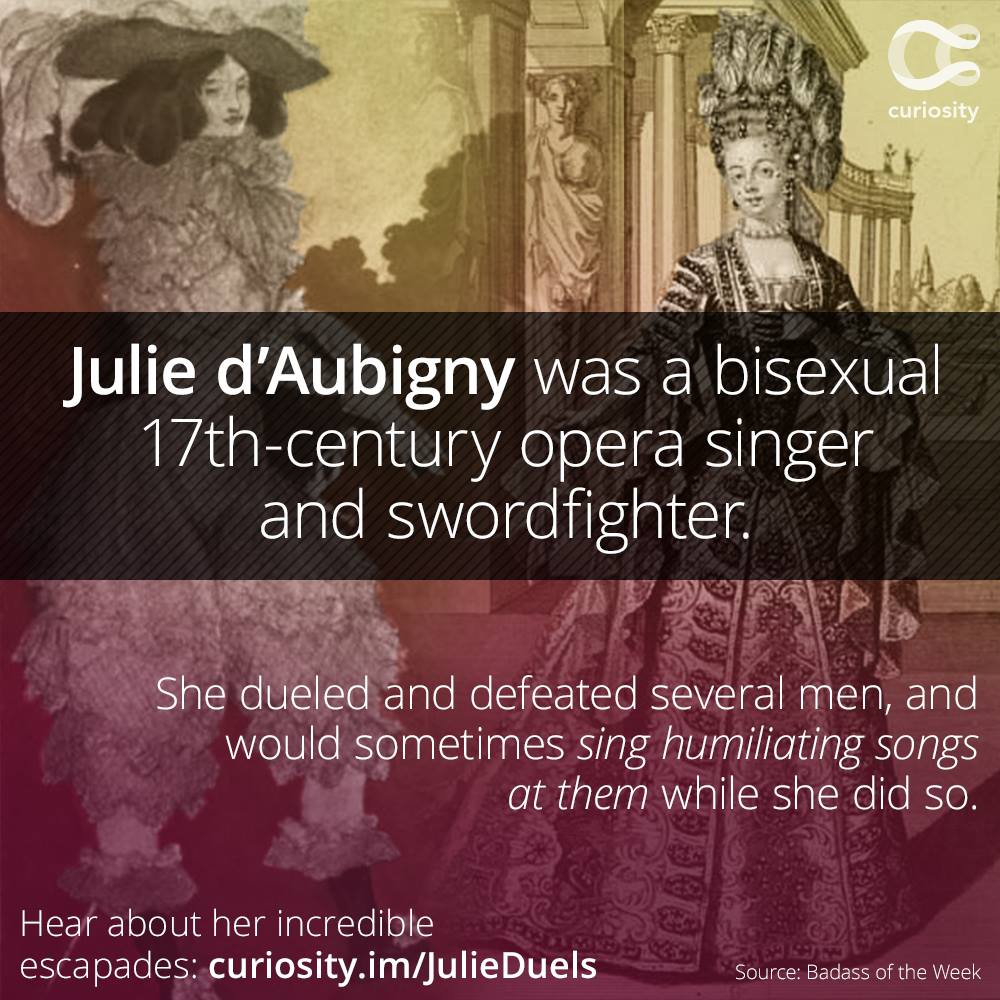 curiosity
Julie d’Aubigny was a bisexual
17th-century opera singer
and swordfighter.
She dueled and defeated several men, and
would sometimes sing humiliating songs
at them while she did so.
Hear about her incredible
escapades: curiosity.im/JulieDuels
Source: Badass of the Week